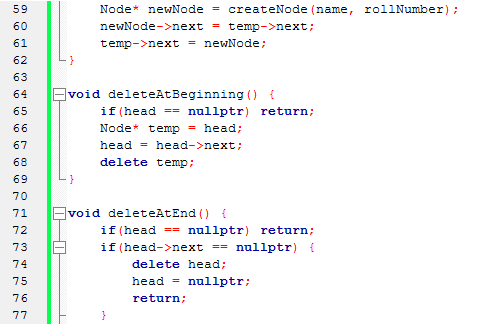 59 Node* newNode = createNode(name, rollNumber);
60 newNode->next = temp->next;
61 temp->next = newNode;
62 }
63
64 void deleteAtBeginning() {
65 if(head == nullptr) return;
66 Node* temp = head;
67 head = head->next;
68 delete temp;
69 }
70
71 void deleteAtEnd() {
72 if(head == nullptr) return;
73 if(head->next == nullptr) {
74 delete head;
75 head = nullptr;
76 return;
77 }